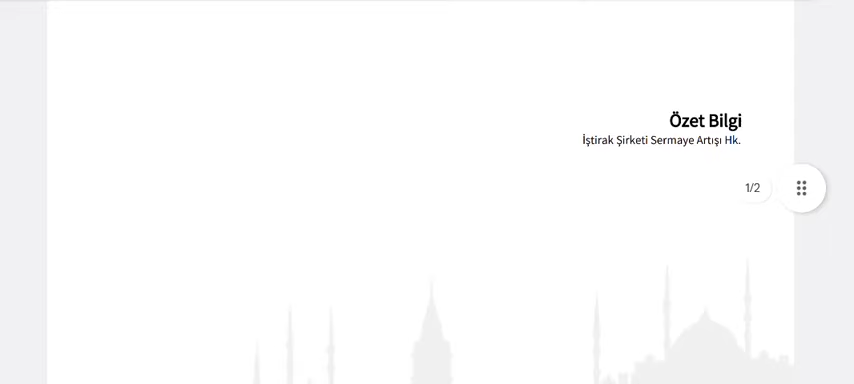 Özet Bilgi
İştirak Şirketi Sermaye Artışı Hk.
1/2